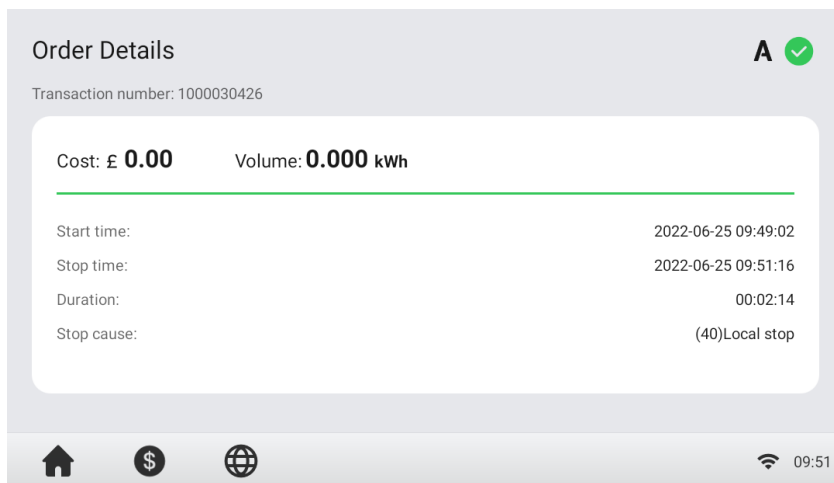 Order Details
A
Transaction number: 1000030426
Cost: £ 0.00 Volume: 0.000 kWh
Start time: 2022-06-25 09:49:02
Stop time: 2022-06-25 09:51:16
Duration: 00:02:14
Stop cause: (40)Local stop
$ 09:51